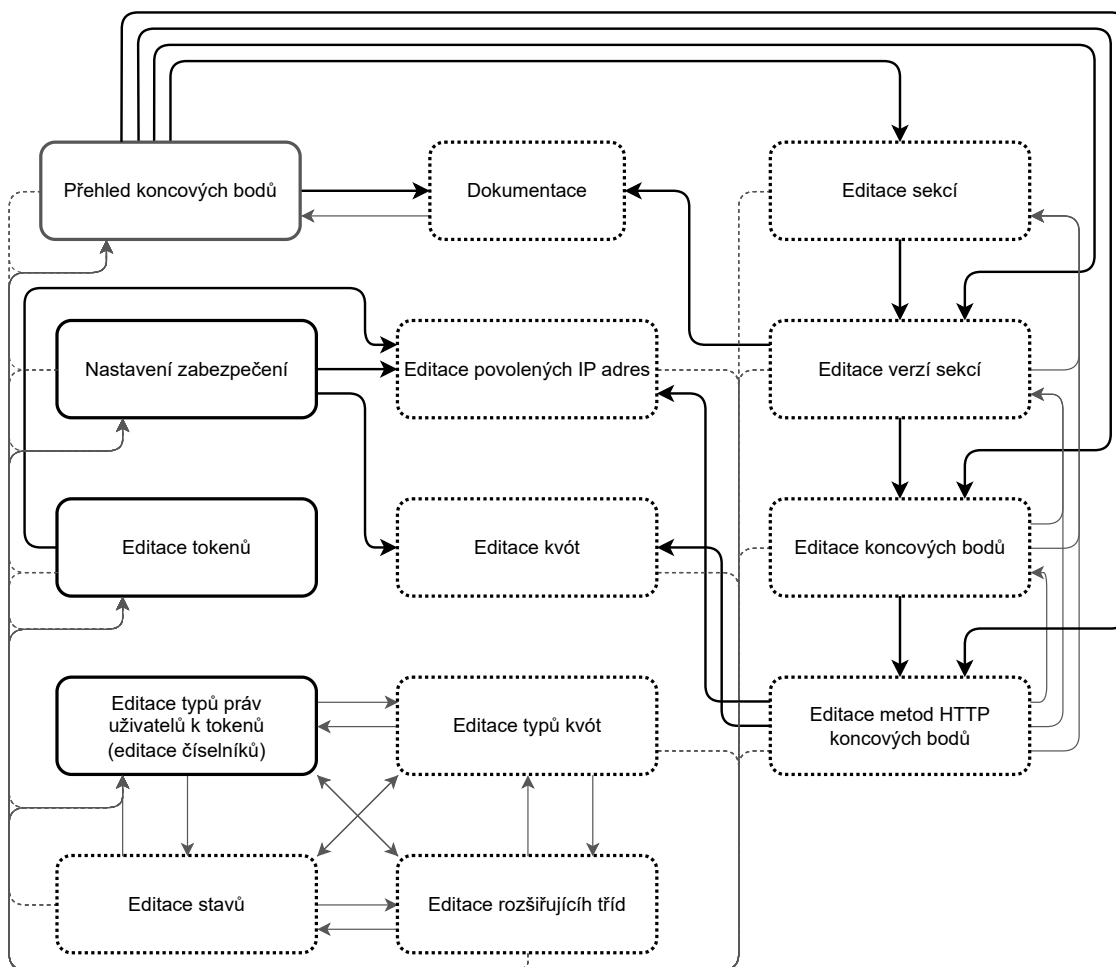 Přehled koncových bodů
Dokumentace
Editace sekcí
Nastavení zabezpečení
Editace povolených IP adres
Editace verzí sekcí
Editace tokenů
Editace kvót
Editace koncových bodů
Editace typů práv
uživatelů k tokenů
(editace číselníků)
Editace typů kvót
Editace metod HTTP
koncových bodů
Editace stavů
Editace rozšiřujícíh tříd